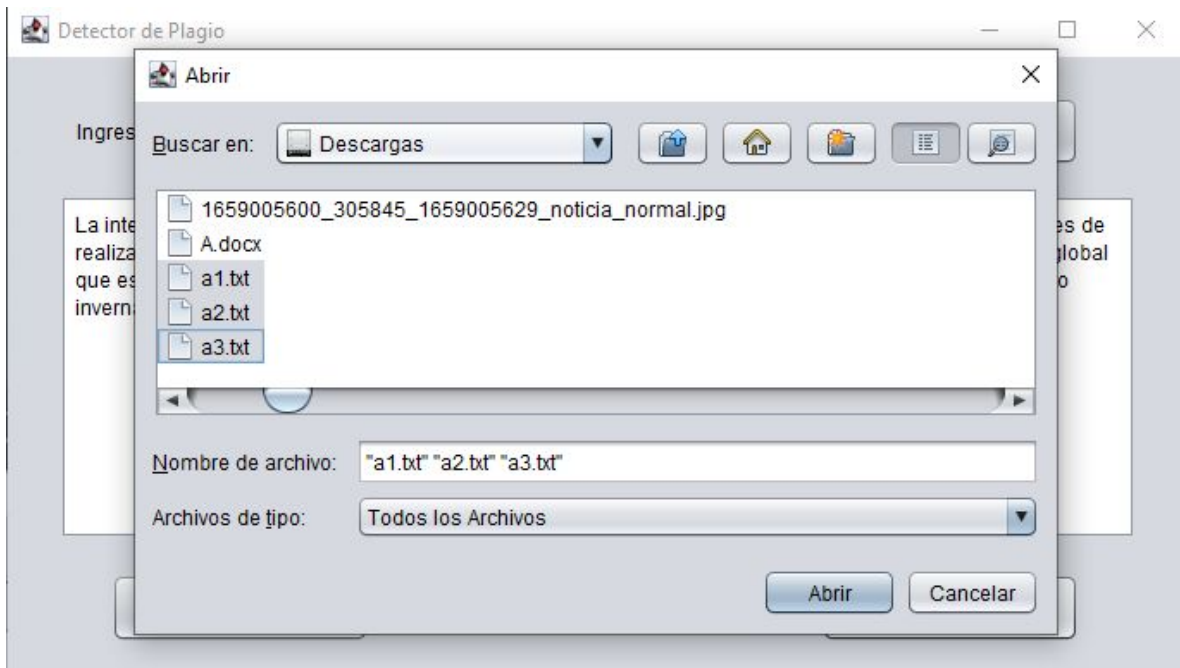 Detector de Plagio
Abrir
Ingres
Buscar en:
Descargas
1659005600_305845_1659005629_noticia_normal.jpg
A.docx
a1.txt
a2.txt
a3.txt
La inte
realiza
que es
inverna
es de
global
o
Nombre de archivo:
"a1.txt" "a2.txt" "a3.txt"
Archivos de tipo:
Todos los Archivos
Abrir
Cancelar